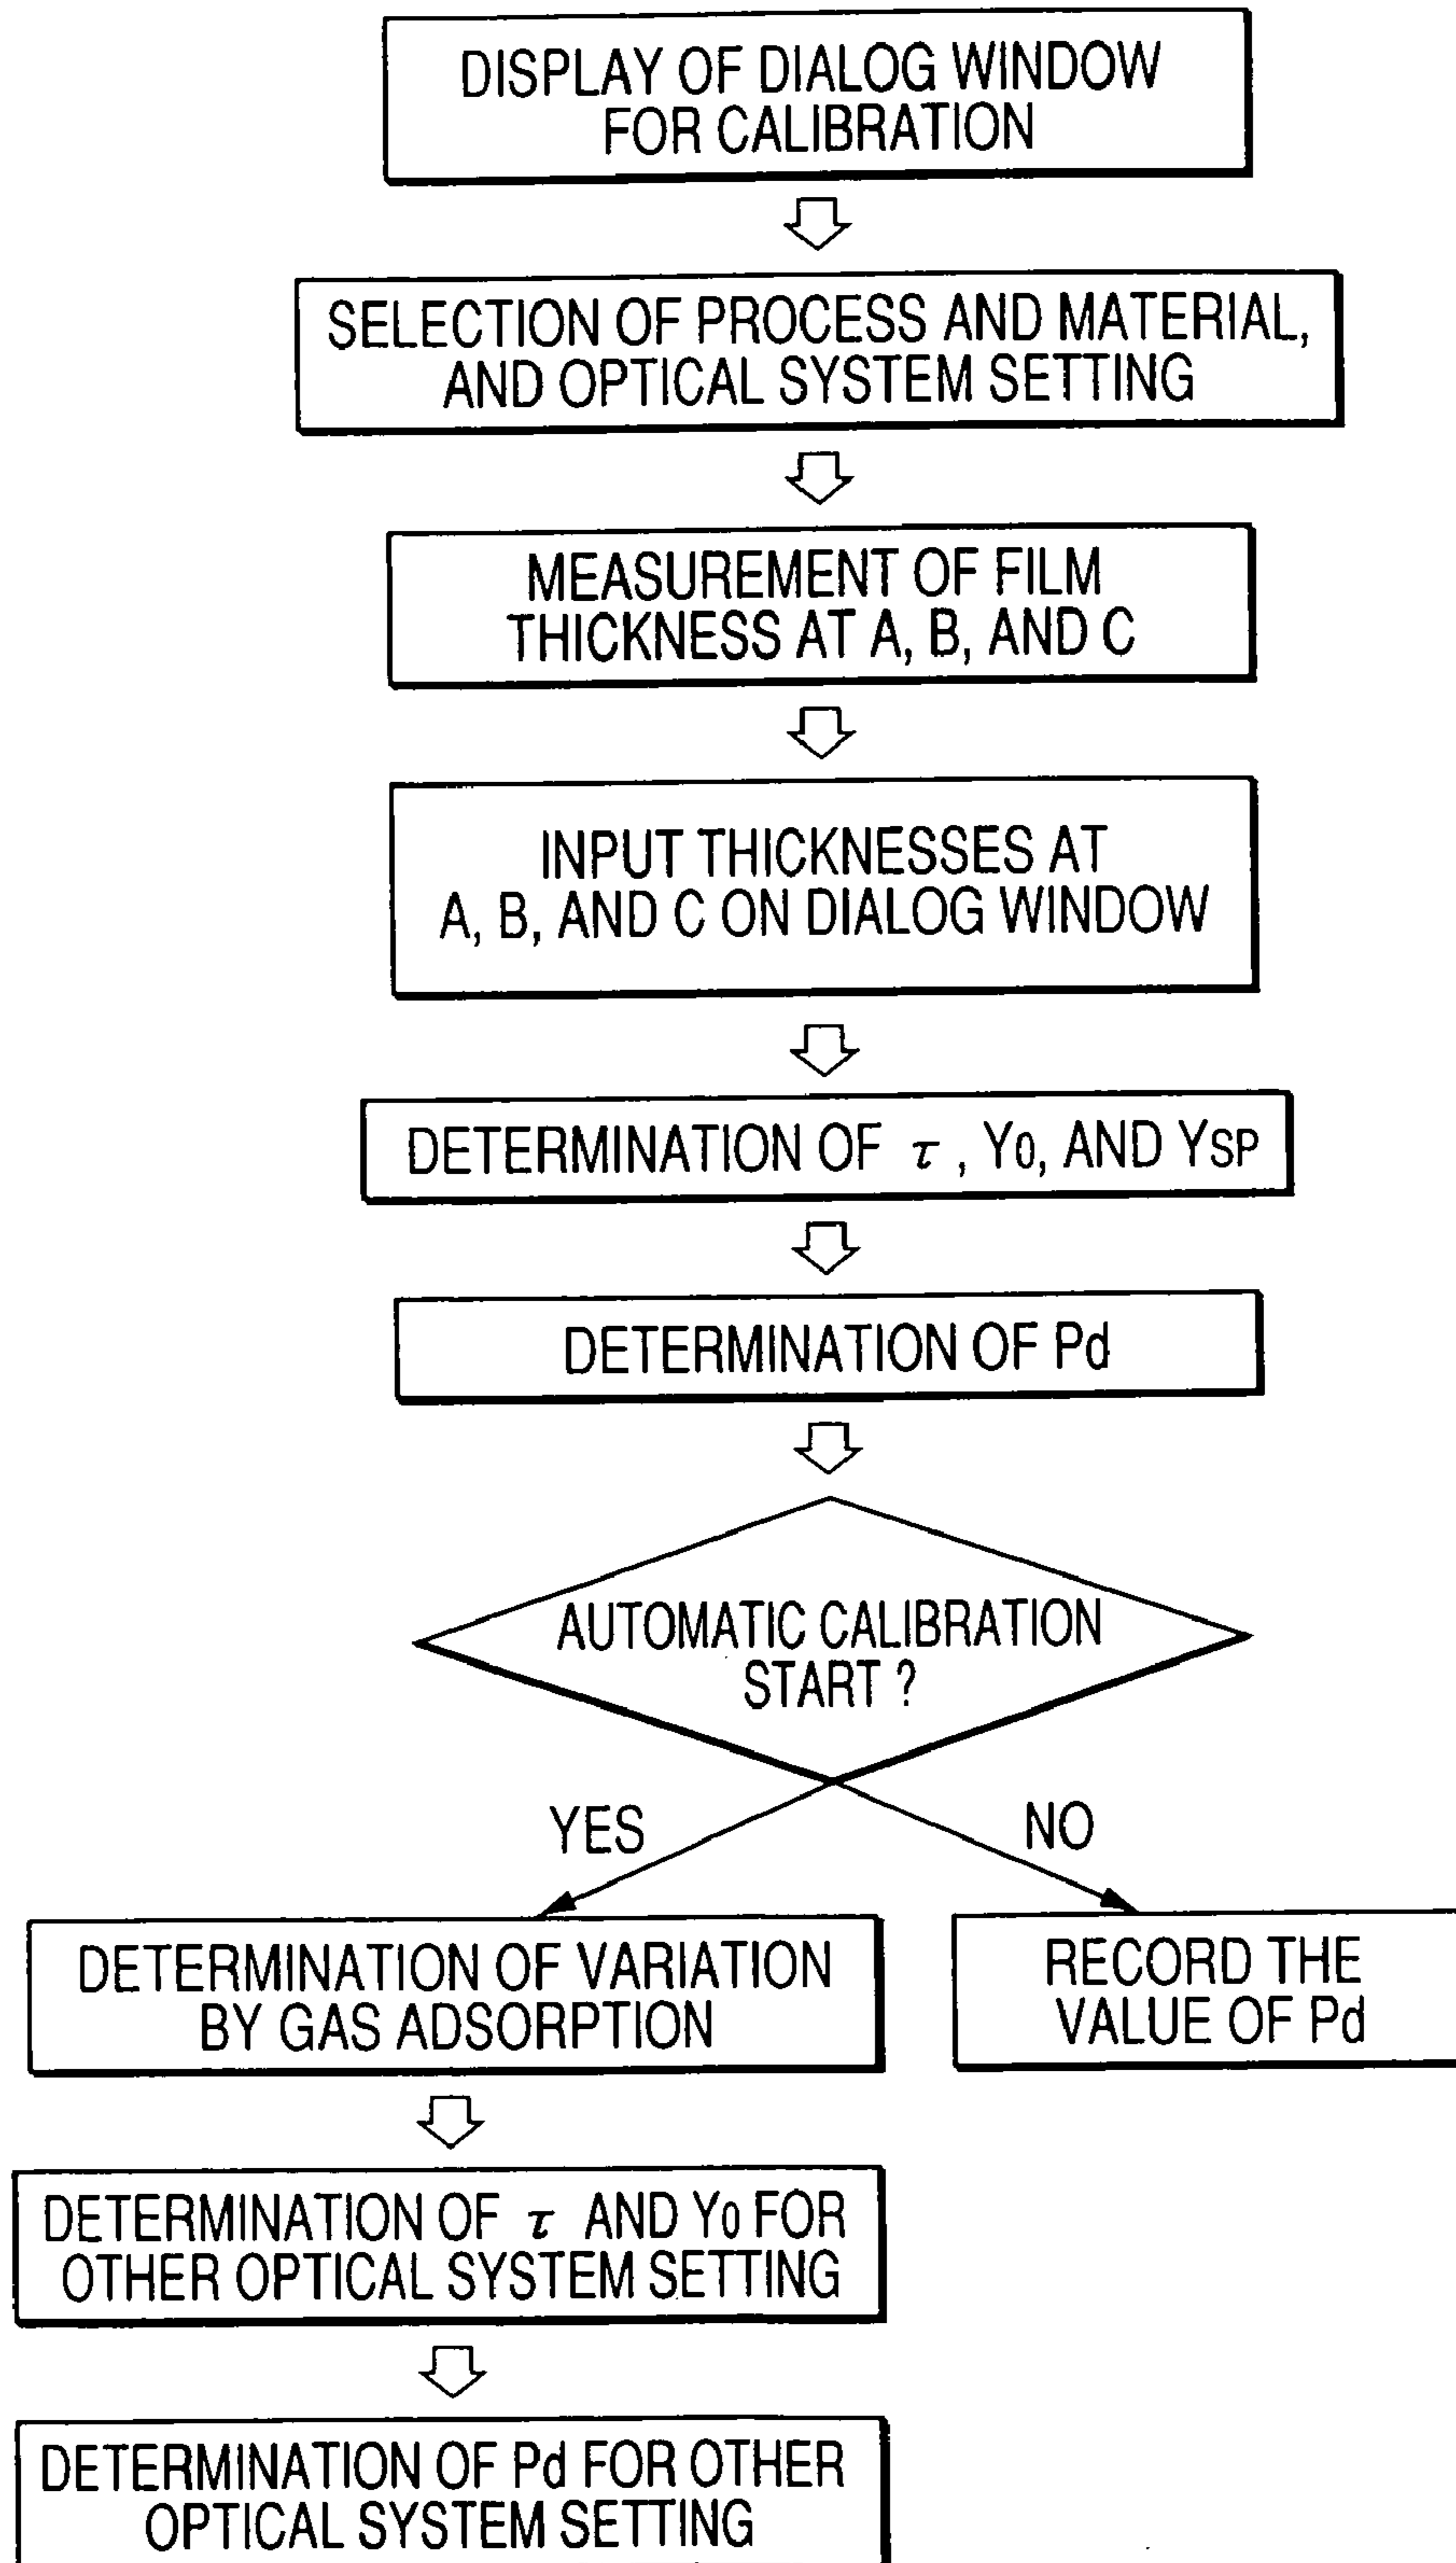 DISPLAY OF DIALOG WINDOW
FOR CALIBRATION
SELECTION OF PROCESS AND MATERIAL,
AND OPTICAL SYSTEM SETTING
MEASUREMENT OF FILM
THICKNESS AT A, B, AND C
INPUT THICKNESSES AT
A, B, AND C ON DIALOG WINDOW
DETERMINATION OF τ, Y0, AND YSP
DETERMINATION OF Pd
AUTOMATIC CALIBRATION
START ?
YES
NO
DETERMINATION OF VARIATION
BY GAS ADSORPTION
RECORD THE
VALUE OF Pd
DETERMINATION OF τ AND Y0 FOR
OTHER OPTICAL SYSTEM SETTING
DETERMINATION OF Pd FOR OTHER
OPTICAL SYSTEM SETTING